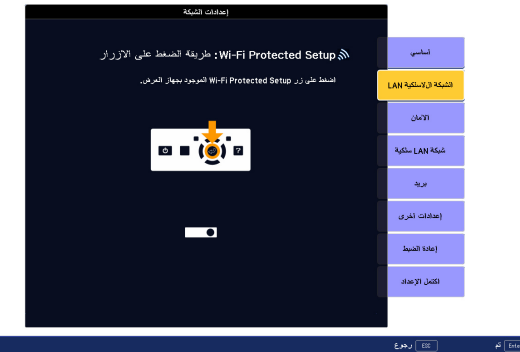 إعدادات الشبكة
Wi-Fi Protected Setup: طريقة الضغط على الأزرار
اضغط على زر Wi-Fi Protected Setup الموجود بجهاز العرض.
?
أساسي
الشبكة اللاسلكية LAN
الأمان
شبكة LAN سلكية
بريد
إعدادات أخرى
إعادة الضبط
اكتمل الإعداد
ESC رجوع
Enter تم